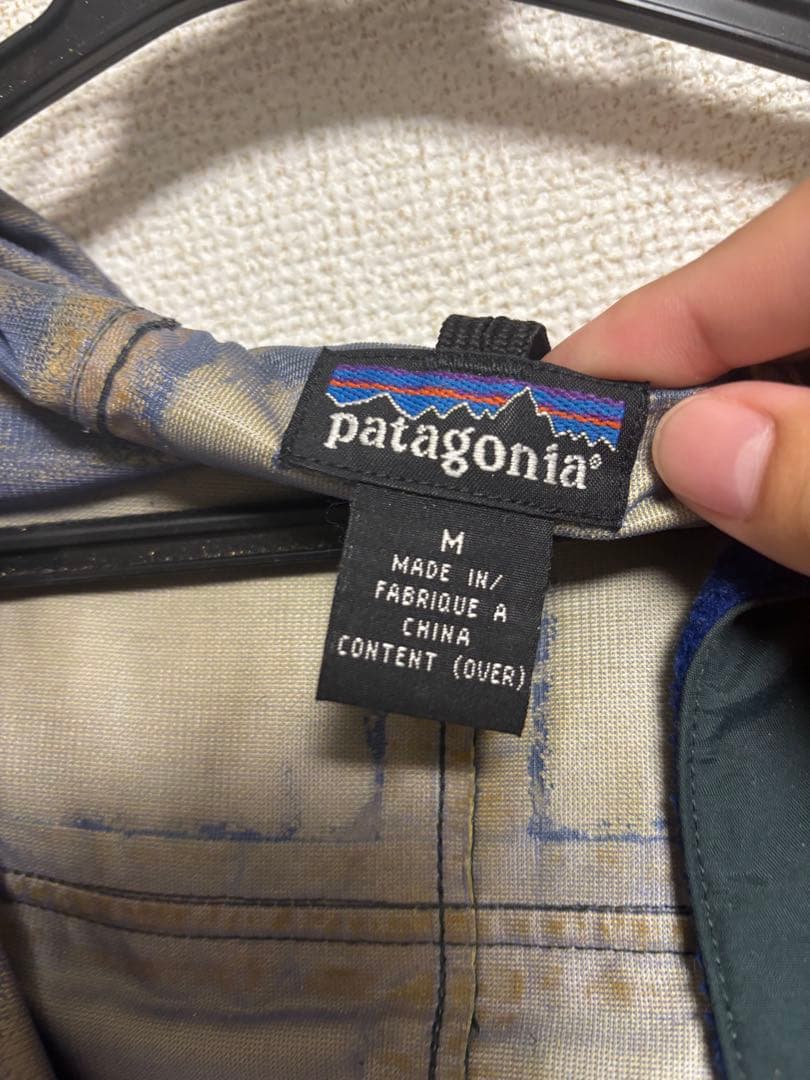 patagonia®
M
MADE IN/
FABRIQUE A
CHINA
CONTENT (OVER)